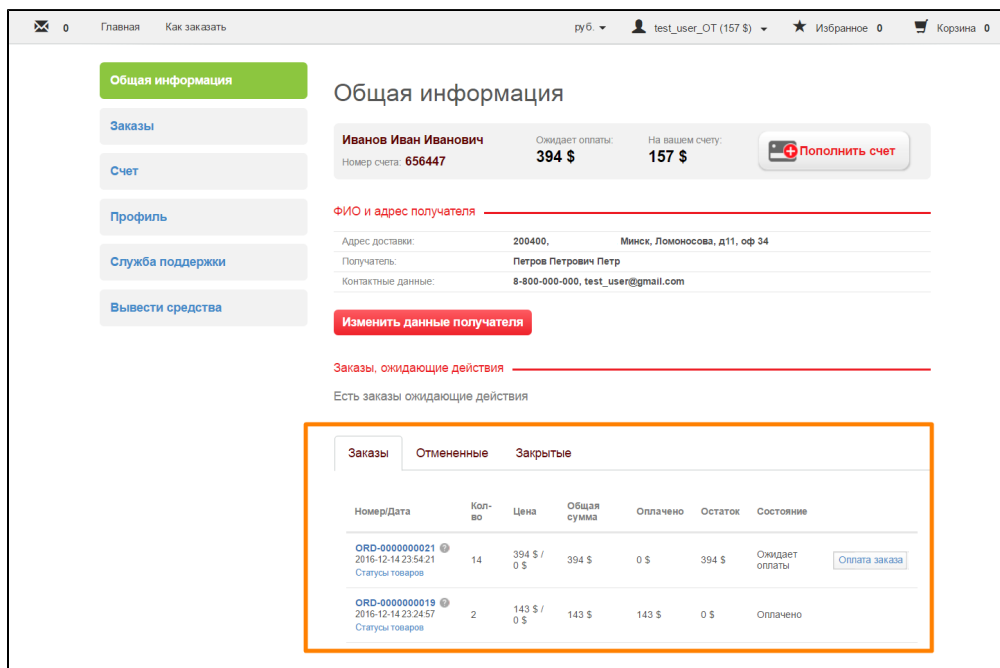 0 Главная Как заказать руб. test_user_OT (157 $) Избранное 0 Корзина 0
Общая информация
Заказы
Счет
Профиль
Служба поддержки
Вывести средства
Общая информация
Иванов Иван Иванович
Номер счета: 656447
Ожидает оплаты:
394 $
На вашем счету:
157 $
Пополнить счет
ФИО и адрес получателя
Адрес доставки: 200400, Минск, Ломоносова, д11, оф 34
Получатель: Петров Петрович Петр
Контактные данные: 8-800-000-000, test_user@gmail.com
Изменить данные получателя
Заказы, ожидающие действия
Есть заказы ожидающие действия
Заказы Отмененные Закрытые
Номер/Дата Кол-во Цена Общая сумма Оплачено Остаток Состояние
ORD-0000000021 ?
2016-12-14 23:54:21
Статусы товаров
14 394 $ / 0 $ 394 $ 0 $ 394 $ Ожидает оплаты Оплата заказа
ORD-0000000019 ?
2016-12-14 23:24:57
Статусы товаров
2 143 $ / 0 $ 143 $ 143 $ 0 $ Оплачено